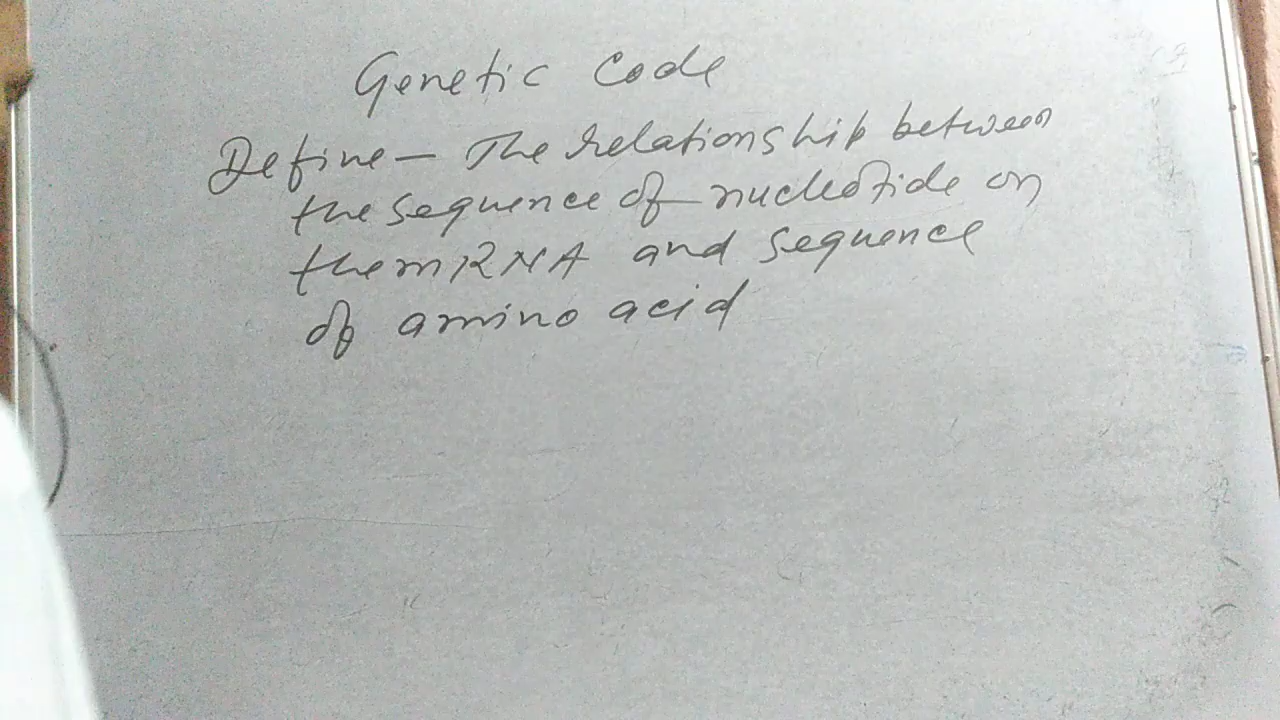 Genetic Code
Define — The relationship between
the sequence of nucleotide on
the mRNA and sequence
of amino acid